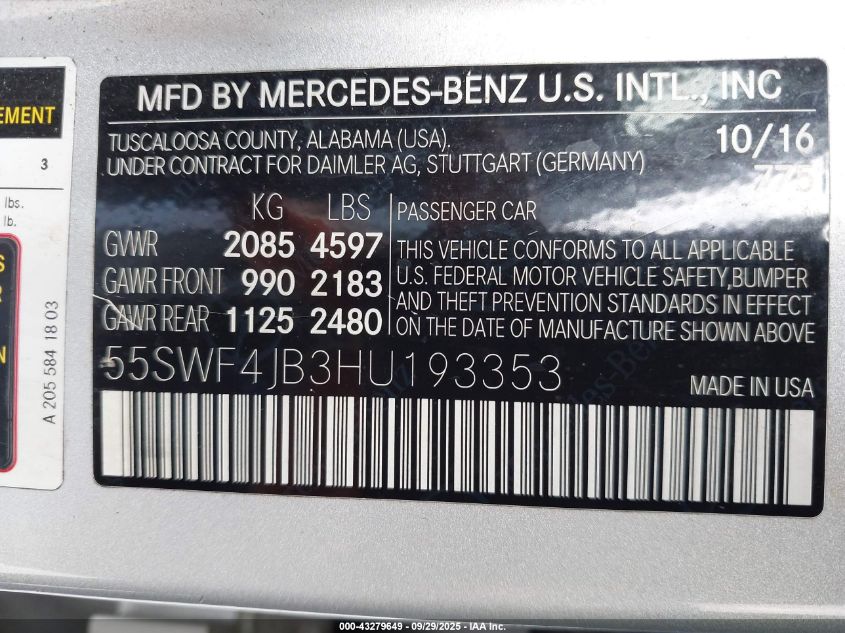 EMENT
3
lbs.
lb.
S
R
N
A 205 584 18 03
MFD BY MERCEDES-BENZ U.S. INTL., INC
TUSCALOOSA COUNTY, ALABAMA (USA).
10/16
UNDER CONTRACT FOR DAIMLER AG, STUTTGART (GERMANY)
775
KG LBS
GVWR 2085 4597
GAWR FRONT 990 2183
GAWR REAR 1125 2480
PASSENGER CAR
THIS VEHICLE CONFORMS TO ALL APPLICABLE
U.S. FEDERAL MOTOR VEHICLE SAFETY,BUMPER
AND THEFT PREVENTION STANDARDS IN EFFECT
ON THE DATE OF MANUFACTURE SHOWN ABOVE
55SWF4JB3HU193353
MADE IN USA
000-43279649 - 09/29/2025 - IAA Inc.